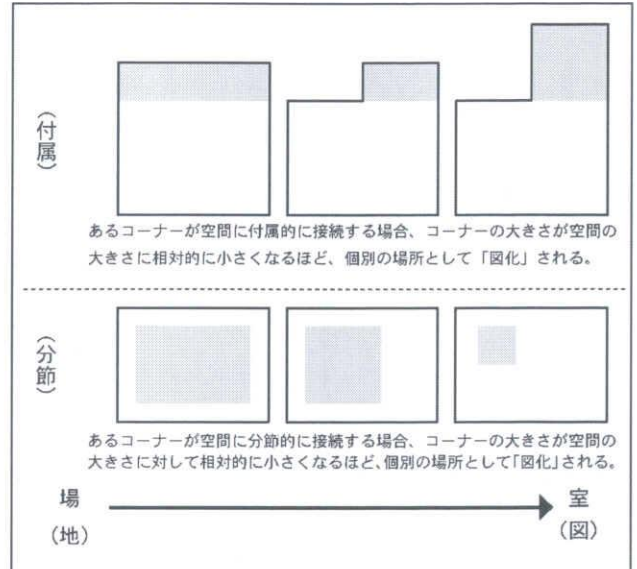 （付属）
あるコーナーが空間に付属的に接続する場合、コーナーの大きさが空間の
大きさに相対的に小さくなるほど、個別の場所として「図化」される。
（分節）
あるコーナーが空間に分節的に接続する場合、コーナーの大きさが空間の
大きさに対して相対的に小さくなるほど、個別の場所として「図化」される。
場
室
（地）
（図）